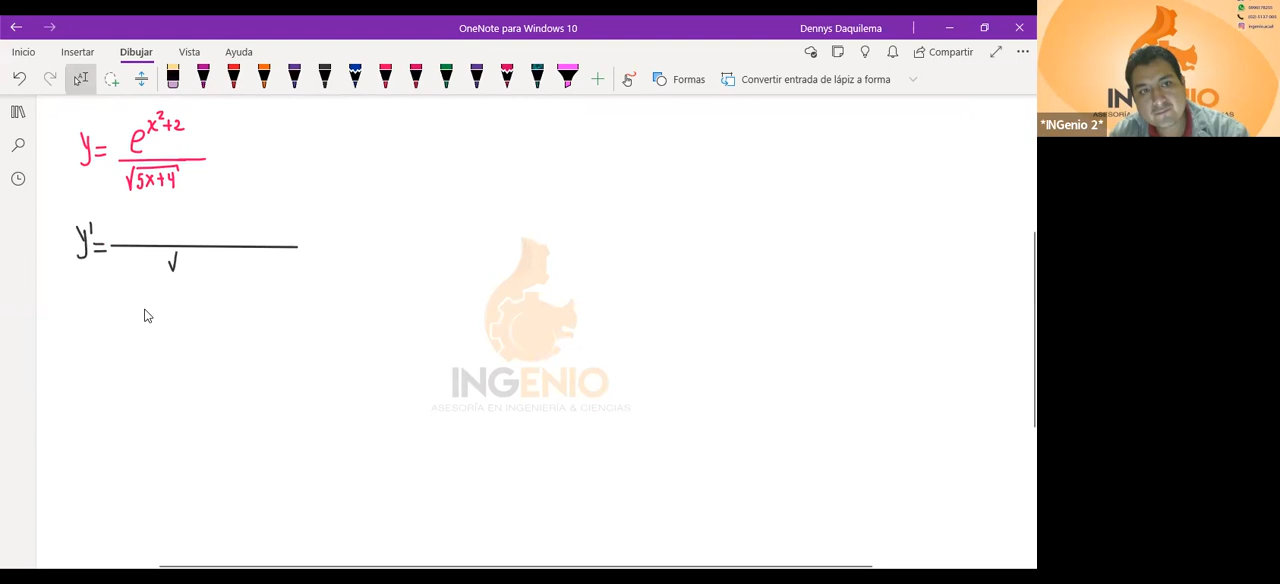 OneNote para Windows 10
Dennys Daquilema
Inicio Insertar Dibujar Vista Ayuda
Compartir
Formas
Convertir entrada de lápiz a forma
y = e^{x^2+2} / √(5x+4)
y' = / √
INGENIO
ASESORÍA EN INGENIERÍA & CIENCIAS
*INGenio 2*